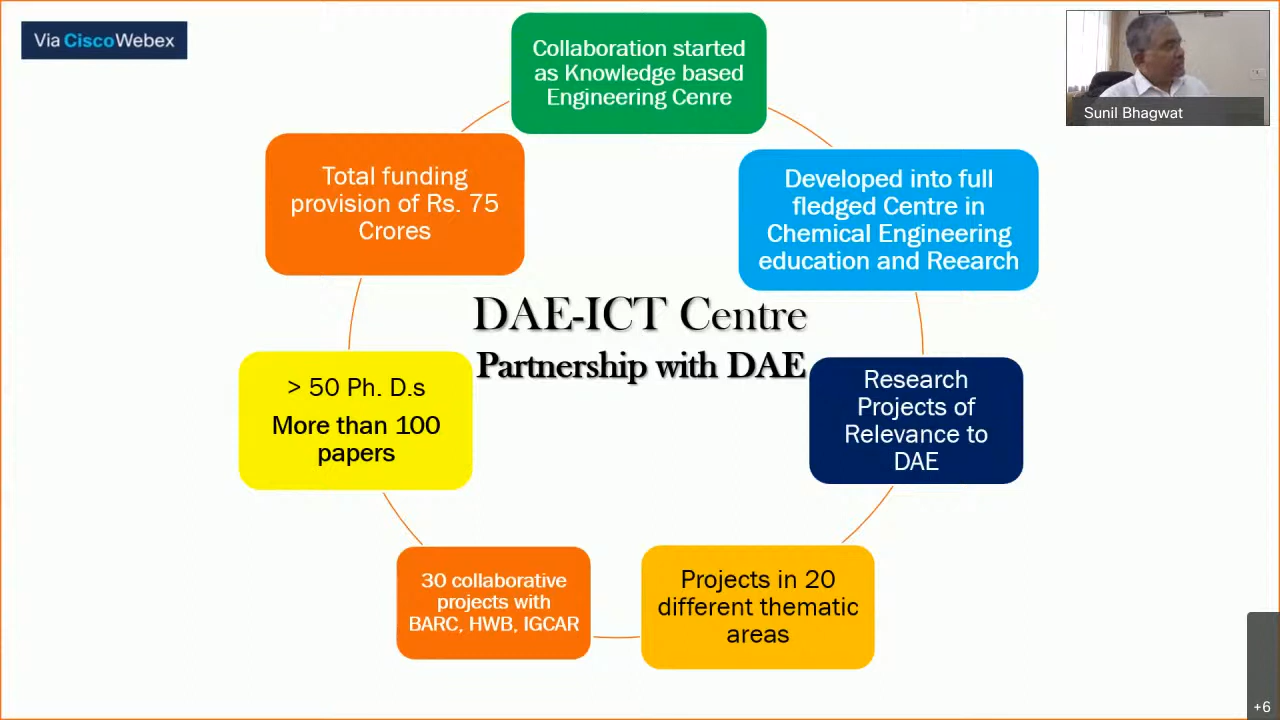 Via CiscoWebex
Collaboration started
as Knowledge based
Engineering Cenre
Sunil Bhagwat
Total funding
provision of Rs. 75
Crores
Developed into full
fledged Centre in
Chemical Engineering
education and Reearch
DAE-ICT Centre
Partnership with DAE
> 50 Ph. D.s
More than 100
papers
Research
Projects of
Relevance to
DAE
30 collaborative
projects with
BARC, HWB, IGCAR
Projects in 20
different thematic
areas
+6